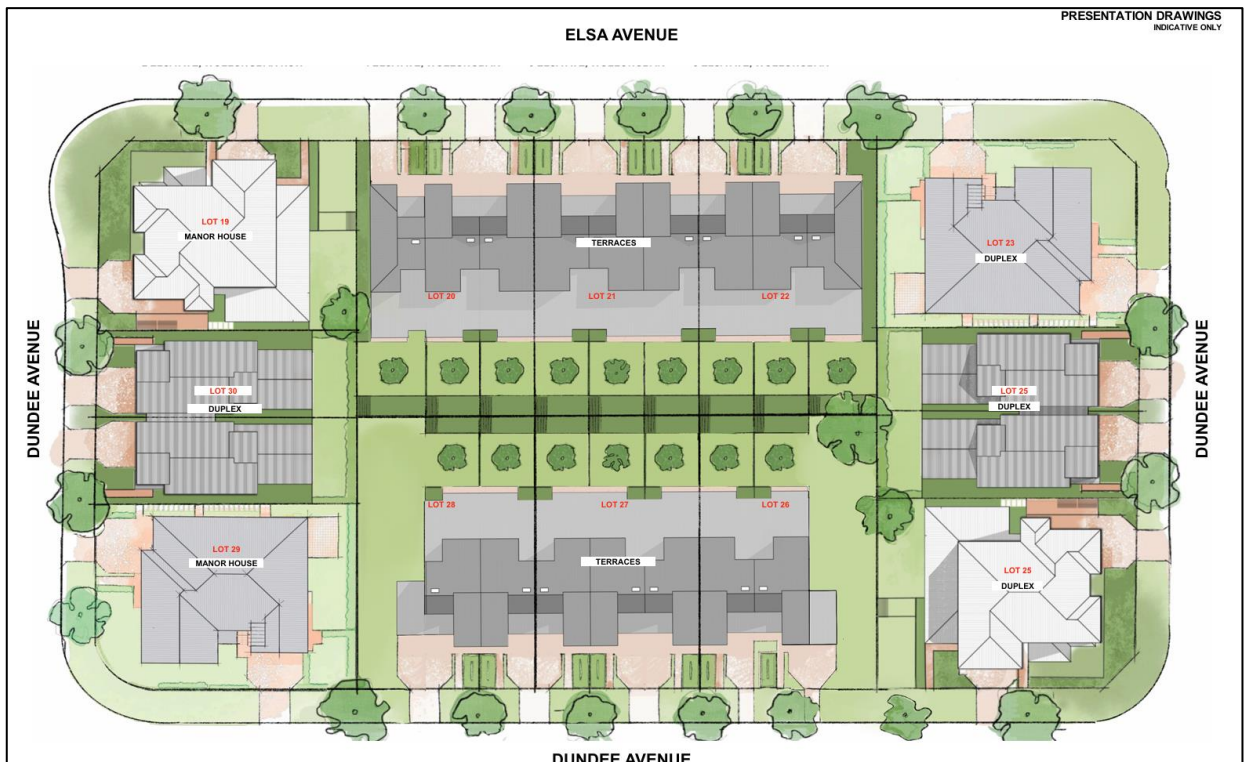 PRESENTATION DRAWINGS
INDICATIVE ONLY
ELSA AVENUE
LOT 19
MANOR HOUSE
TERRACES
LOT 23
DUPLEX
LOT 20
LOT 21
LOT 22
DUNDEE AVENUE
DUNDEE AVENUE
LOT 30
DUPLEX
LOT 25
DUPLEX
LOT 28
LOT 27
LOT 26
LOT 29
MANOR HOUSE
TERRACES
LOT 25
DUPLEX
DUNDEE AVENUE